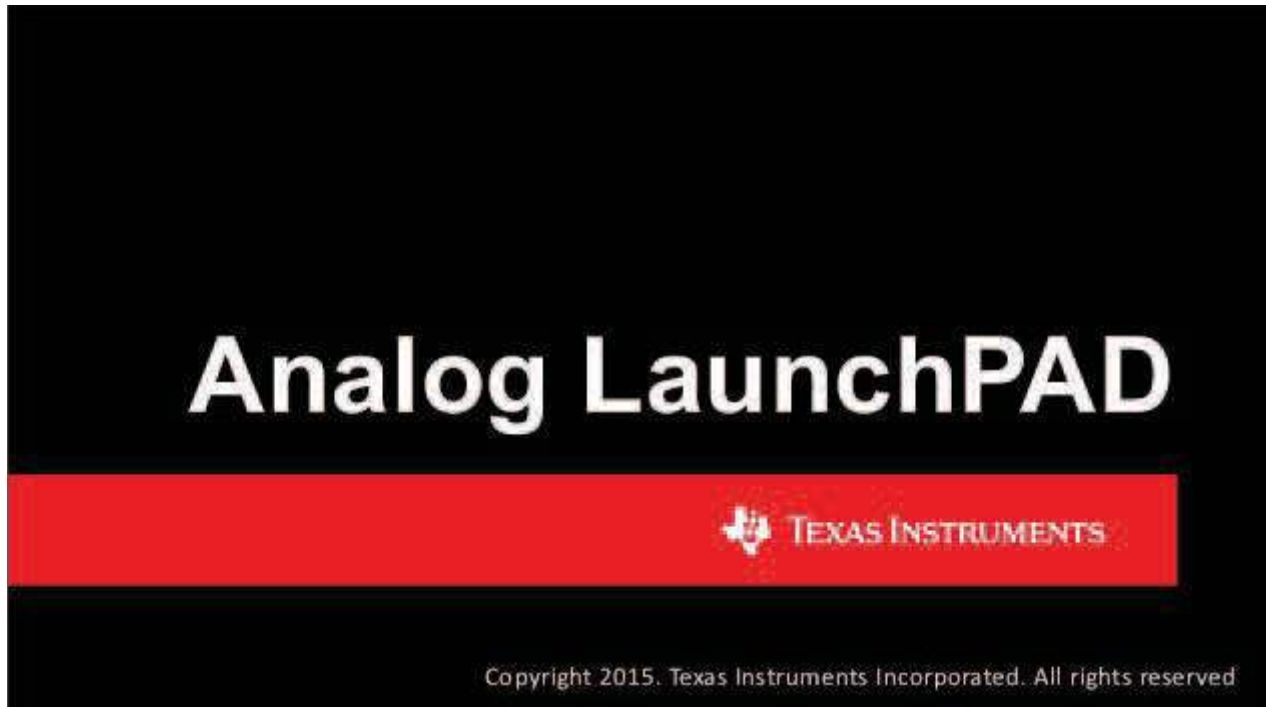 Analog LaunchPAD
TEXAS INSTRUMENTS
Copyright 2015. Texas Instruments Incorporated. All rights reserved